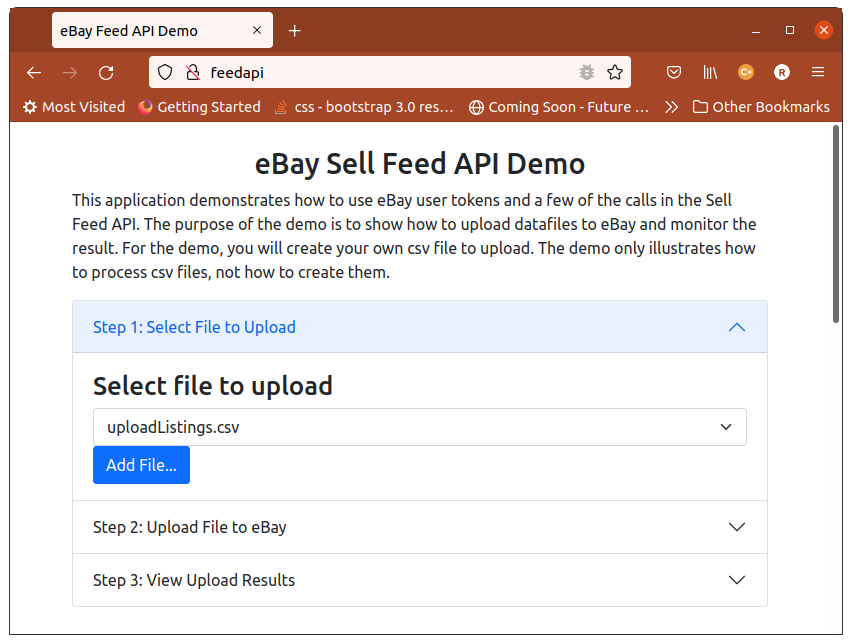 eBay Feed API Demo
feedapi
C+
R
Most Visited
Getting Started
css - bootstrap 3.0 res…
Coming Soon - Future …
Other Bookmarks
eBay Sell Feed API Demo
This application demonstrates how to use eBay user tokens and a few of the calls in the Sell
Feed API. The purpose of the demo is to show how to upload datafiles to eBay and monitor the
result. For the demo, you will create your own csv file to upload. The demo only illustrates how
to process csv files, not how to create them.
Step 1: Select File to Upload
Select file to upload
uploadListings.csv
Add File...
Step 2: Upload File to eBay
Step 3: View Upload Results